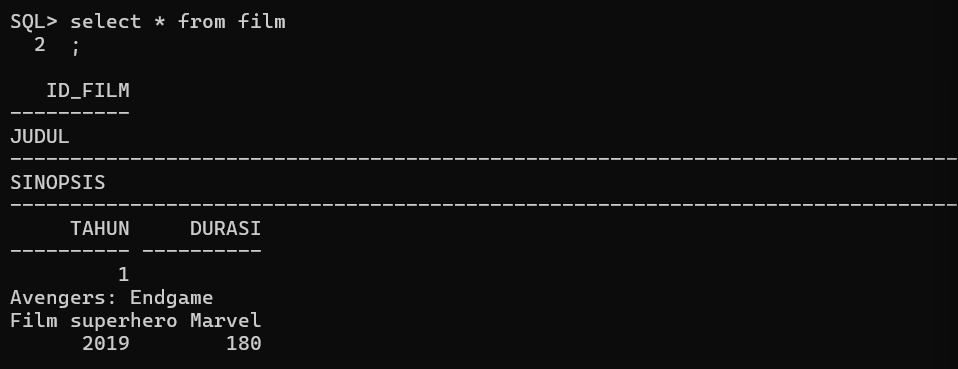 SQL> select * from film
  2  ;

   ID_FILM
----------
JUDUL
--------------------------------------------------------------------------------
SINOPSIS
--------------------------------------------------------------------------------
     TAHUN     DURASI
---------- ----------
         1
Avengers: Endgame
Film superhero Marvel
      2019        180